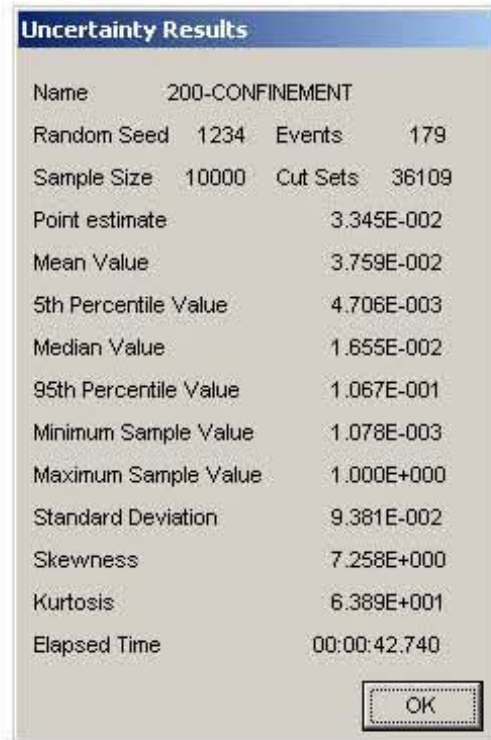 Uncertainty Results
Name 200-CONFINEMENT
Random Seed 1234 Events 179
Sample Size 10000 Cut Sets 36109
Point estimate 3.345E-002
Mean Value 3.759E-002
5th Percentile Value 4.706E-003
Median Value 1.655E-002
95th Percentile Value 1.067E-001
Minimum Sample Value 1.078E-003
Maximum Sample Value 1.000E+000
Standard Deviation 9.381E-002
Skewness 7.258E+000
Kurtosis 6.389E+001
Elapsed Time 00:00:42.740
OK